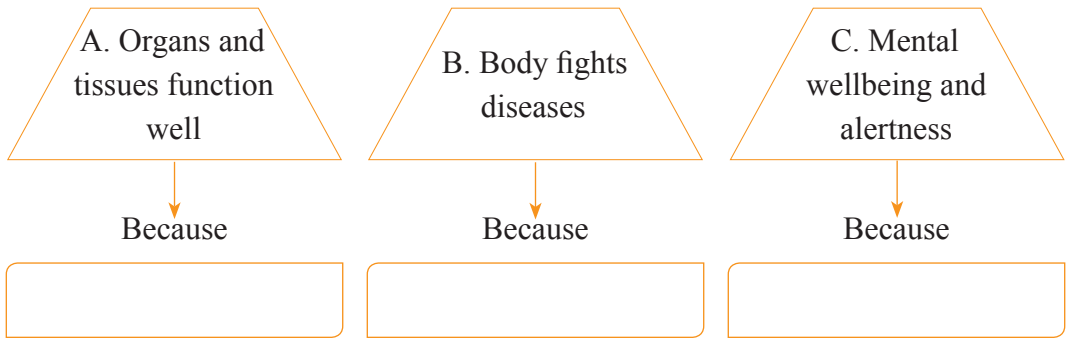 A. Organs and
tissues function
well
B. Body fights
diseases
C. Mental
wellbeing and
alertness
Because
Because
Because